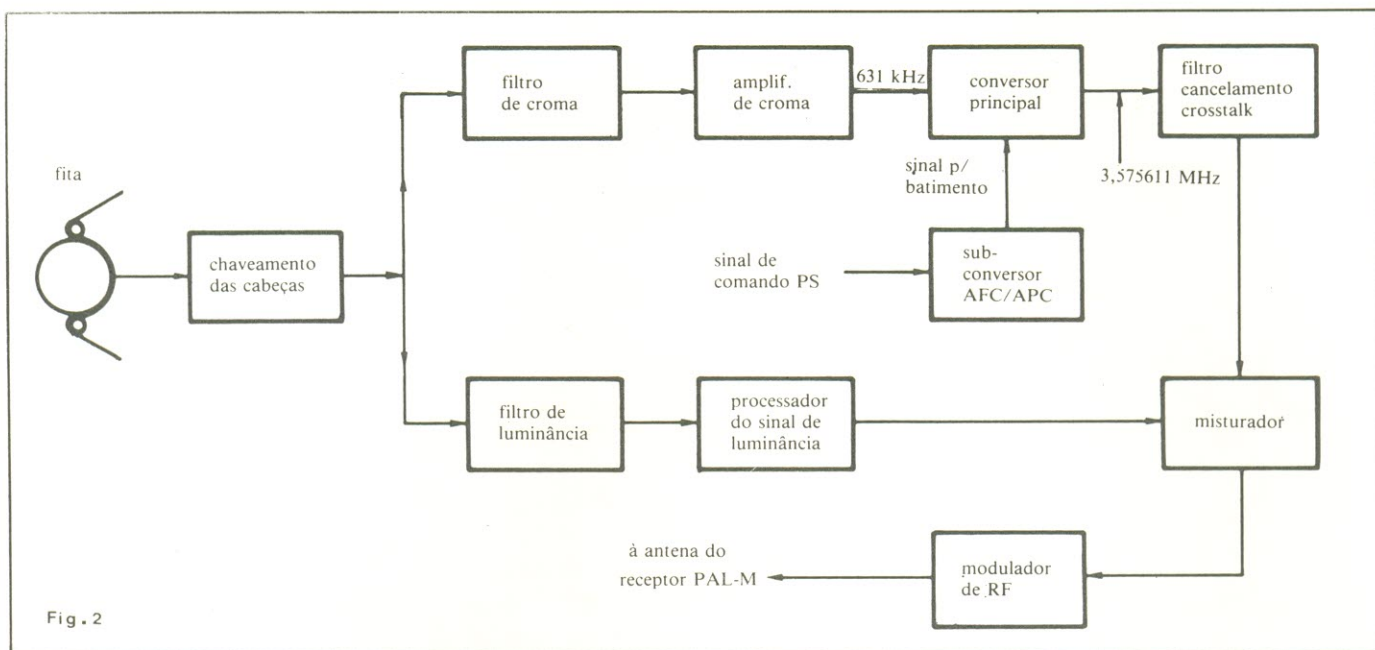 filtro
de croma
amplif.
de croma
631 kHz
conversor
principal
filtro
cancelamento
crosstalk
fita
sinal p/
batimento
3,575611 MHz
chaveamento
das cabeças
sinal de
comando PS
sub-
conversor
AFC/APC
filtro de
luminância
processador
do sinal de
luminância
misturador
à antena do
receptor PAL-M
modulador
de RF
Fig.2